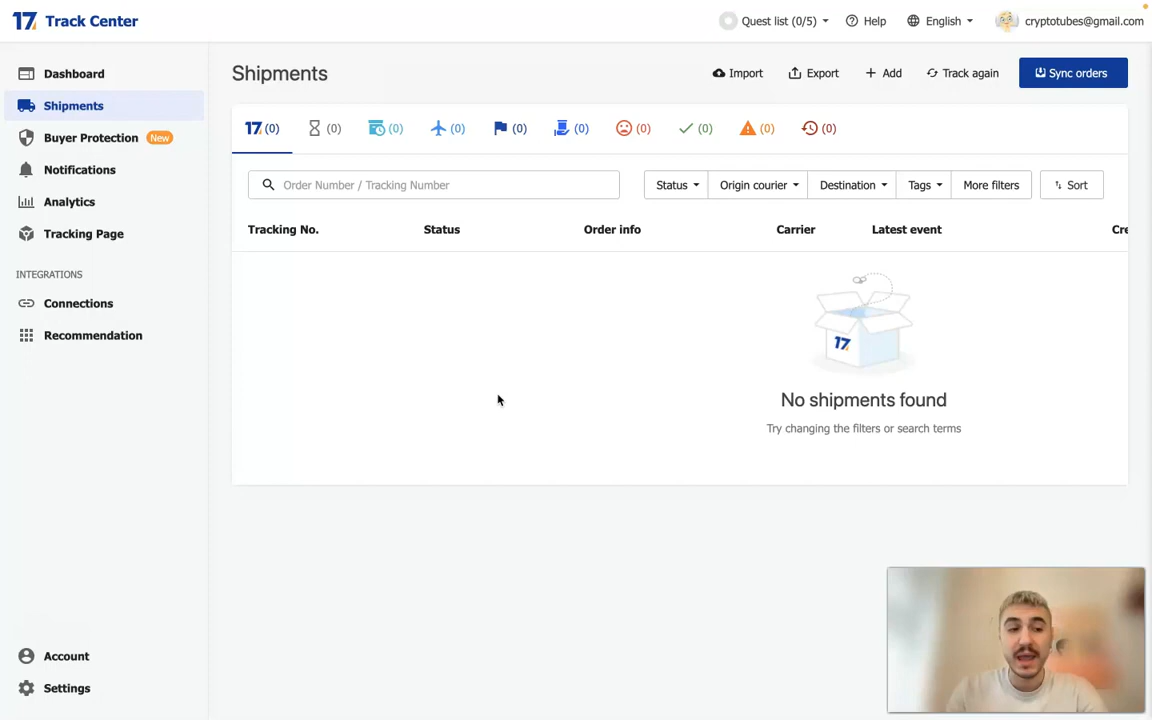 17. Track Center
Quest list (0/5)
Help
English
cryptotubes@gmail.com
Dashboard
Shipments
Buyer Protection New
Notifications
Analytics
Tracking Page
INTEGRATIONS
Connections
Recommendation
Account
Settings
Shipments
Import
Export
Add
Track again
Sync orders
17. (0)
(0)
(0)
(0)
(0)
(0)
(0)
(0)
(0)
(0)
Order Number / Tracking Number
Status
Origin courier
Destination
Tags
More filters
Sort
Tracking No.
Status
Order info
Carrier
Latest event
Cre
17.
No shipments found
Try changing the filters or search terms